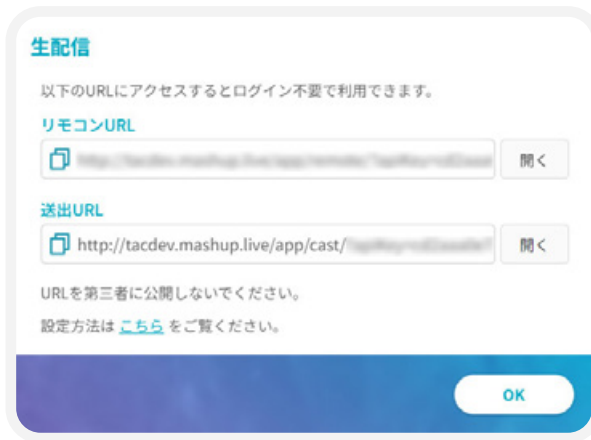 生配信
以下のURLにアクセスするとログイン不要で利用できます。
リモコンURL
開く
送出URL
http://tacdev.mashup.live/app/cast/
開く
URLを第三者に公開しないでください。
設定方法は こちら をご覧ください。
OK